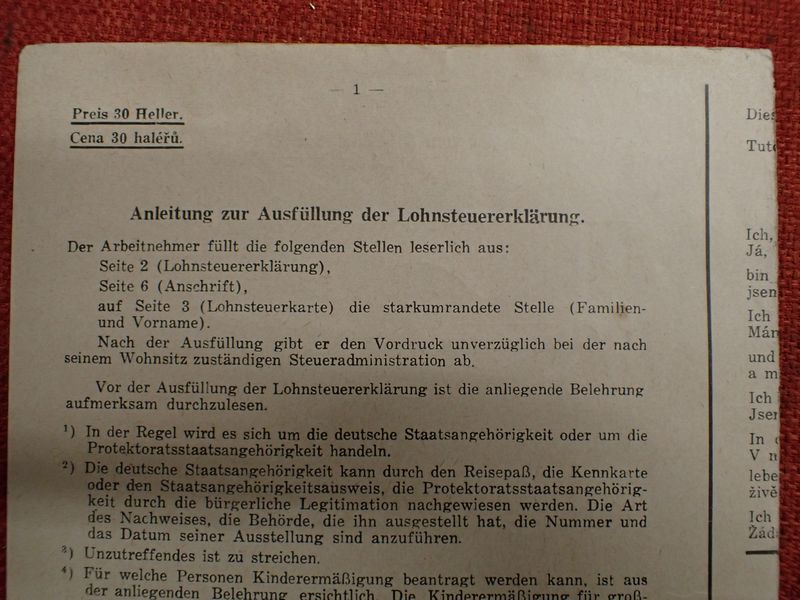 — 1 —
Preis 30 Heller.
Cena 30 haléřů.
Anleitung zur Ausfüllung der Lohnsteuererklärung.
Der Arbeitnehmer füllt die folgenden Stellen leserlich aus:
Seite 2 (Lohnsteuererklärung),
Seite 6 (Anschrift),
auf Seite 3 (Lohnsteuerkarte) die starkumrandete Stelle (Familien-
und Vorname).
Nach der Ausfüllung gibt er den Vordruck unverzüglich bei der nach
seinem Wohnsitz zuständigen Steueradministration ab.
Vor der Ausfüllung der Lohnsteuererklärung ist die anliegende Belehrung
aufmerksam durchzulesen.
¹) In der Regel wird es sich um die deutsche Staatsangehörigkeit oder um die
Protektoratsstaatsangehörigkeit handeln.
²) Die deutsche Staatsangehörigkeit kann durch den Reisepaß, die Kennkarte
oder den Staatsangehörigkeitsausweis, die Protektoratsstaatsangehörig-
keit durch die bürgerliche Legitimation nachgewiesen werden. Die Art
des Nachweises, die Behörde, die ihn ausgestellt hat, die Nummer und
das Datum seiner Ausstellung sind anzuführen.
³) Unzutreffendes ist zu streichen.
⁴) Für welche Personen Kinderermäßigung beantragt werden kann, ist aus
der anliegenden Belehrung ersichtlich. Die Kinderermäßigung für groß-
Ich,
Já,
bin
jsem
Ich
und
a m
Ich
In
V n
lebe
živě
Ich
Žád